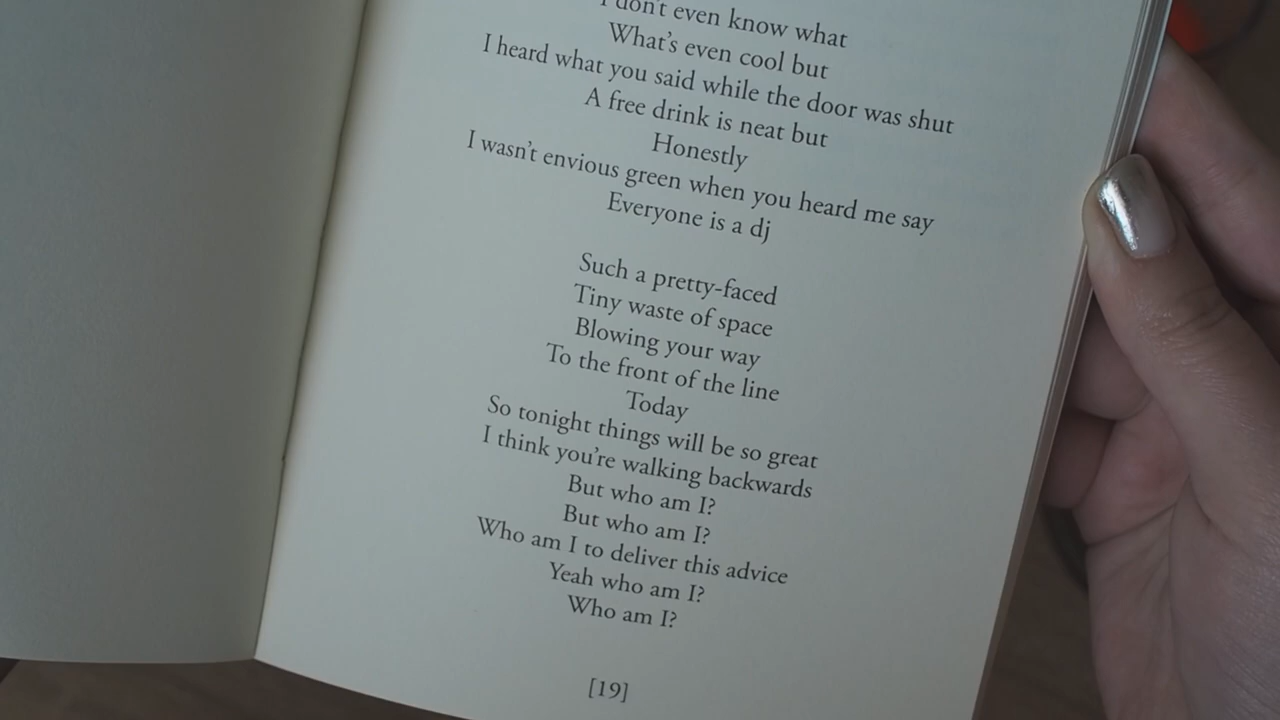 I don't even know what
What's even cool but
I heard what you said while the door was shut
A free drink is neat but
Honestly
I wasn't envious green when you heard me say
Everyone is a dj
Such a pretty-faced
Tiny waste of space
Blowing your way
To the front of the line
Today
So tonight things will be so great
I think you're walking backwards
But who am I?
But who am I?
Who am I to deliver this advice
Yeah who am I?
Who am I?
[19]